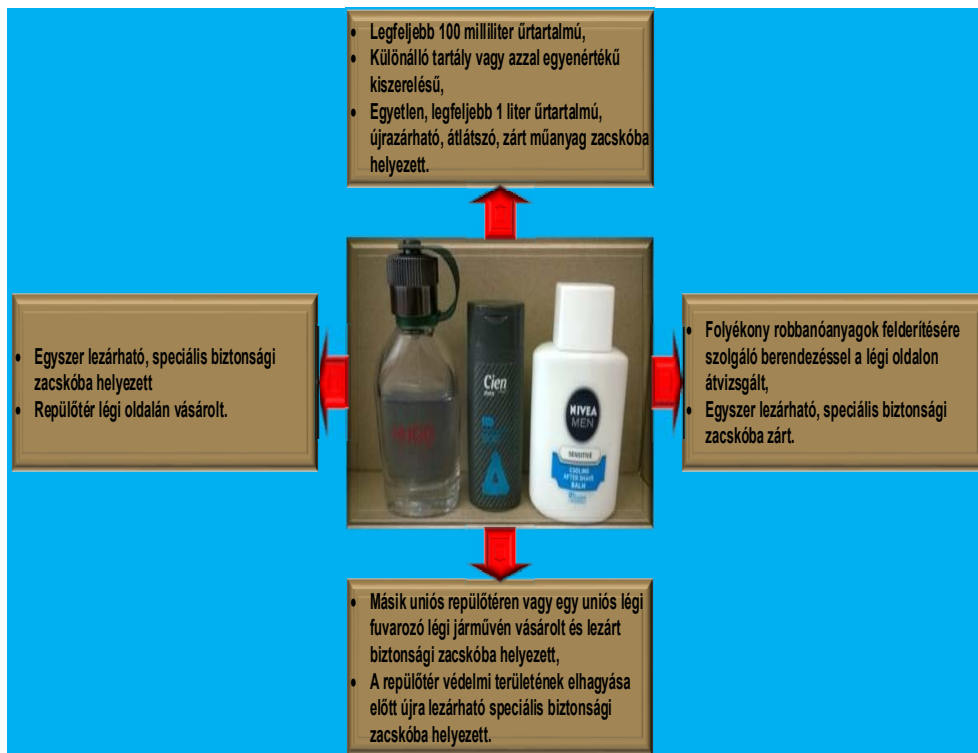 • Legfeljebb 100 milliliter űrtartalmú,
• Különálló tartály vagy azzal egyenértékű
kiszerelésű,
• Egyetlen, legfeljebb 1 liter űrtartalmú,
újrazárható, átlátszó, zárt műanyag zacskóba
helyezett.
• Egyszer lezárható, speciális biztonsági
zacskóba helyezett
• Repülőtér légi oldalán vásárolt.
HUGO
Cien
NIVEA
MEN
SENSITIVE
COOLING
AFTER SHAVE
BALM
• Folyékony robbanóanyagok felderítésére
szolgáló berendezéssel a légi oldalon
átvizsgált,
• Egyszer lezárható, speciális biztonsági
zacskóba zárt.
• Másik uniós repülőtéren vagy egy uniós légi
fuvarozó légi járművén vásárolt és lezárt
biztonsági zacskóba helyezett,
• A repülőtér védelmi területének elhagyása
előtt újra lezárható speciális biztonsági
zacskóba helyezett.